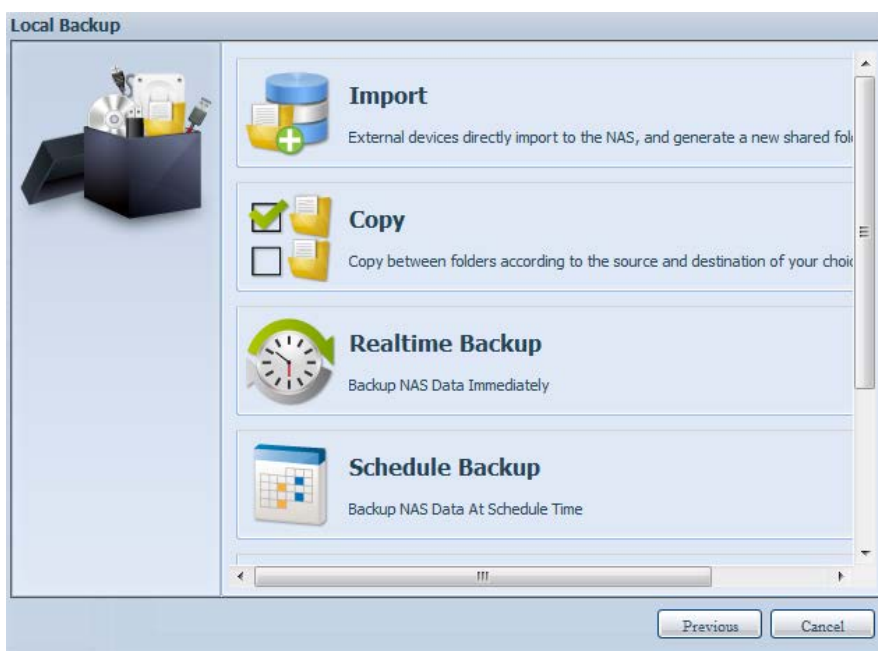 Local Backup
Import
External devices directly import to the NAS, and generate a new shared
Copy
Copy between folders according to the source and destination of your
Realtime Backup
Backup NAS Data Immediately
Schedule Backup
Backup NAS Data At Schedule Time
Previous
Cancel